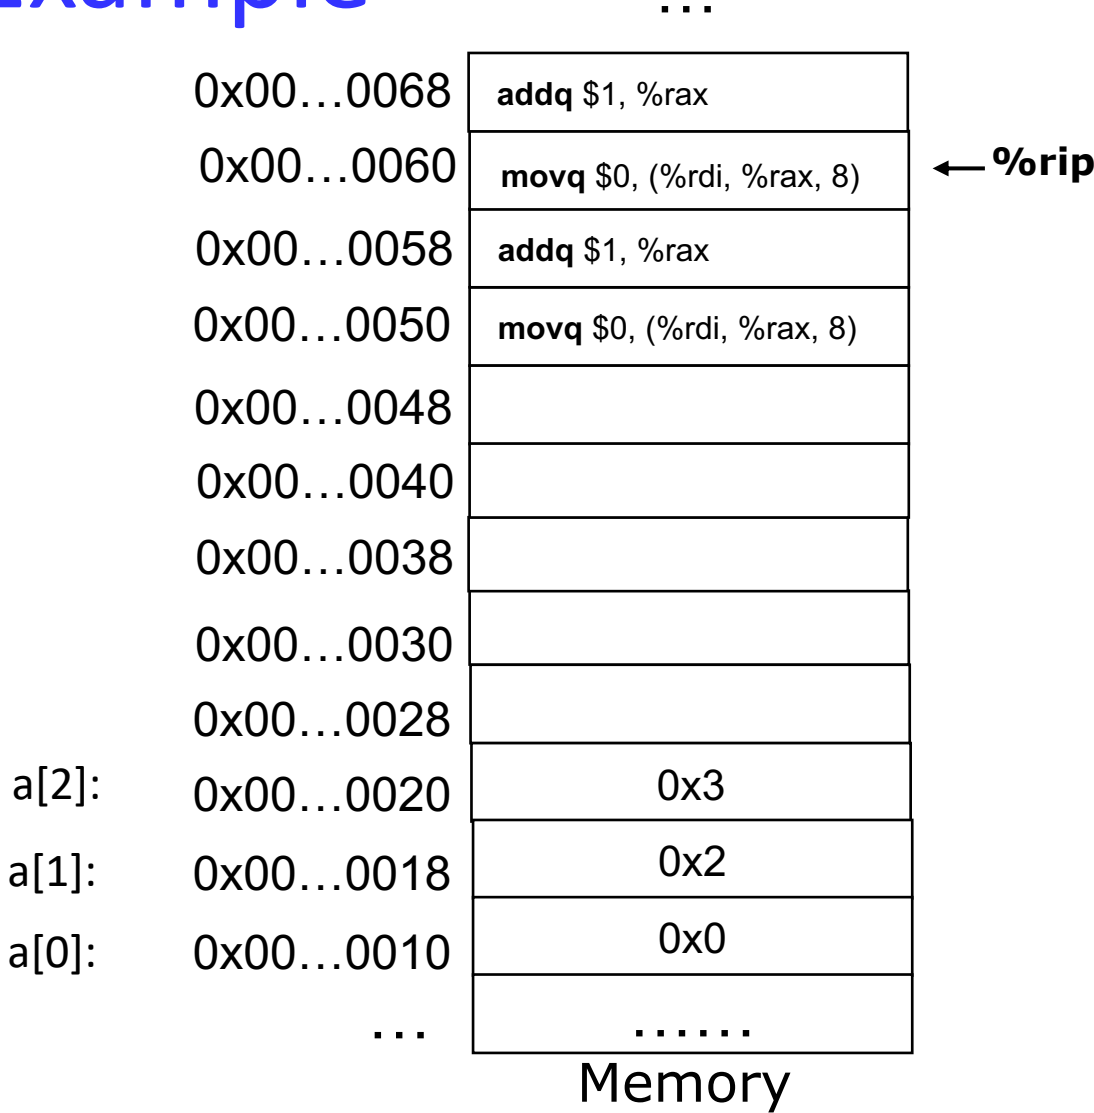 Example …
0x00…0068 addq $1, %rax
0x00…0060 movq $0, (%rdi, %rax, 8) %rip
0x00…0058 addq $1, %rax
0x00…0050 movq $0, (%rdi, %rax, 8)
0x00…0048
0x00…0040
0x00…0038
0x00…0030
0x00…0028
a[2]: 0x00…0020 0x3
a[1]: 0x00…0018 0x2
a[0]: 0x00…0010 0x0
… ……
Memory